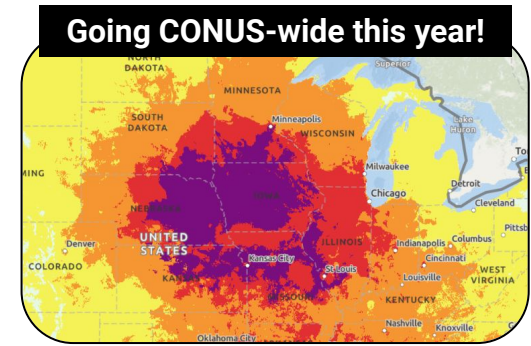 Going CONUS-wide this year!
NORTH
DAKOTA
Superior
MINNESOTA
SOUTH
DAKOTA
Minneapolis
WISCONSIN
Lake
Huron
To
MING
Milwaukee
Detroit
Chicago
Cleveland
NEBRASKA
IOWA
Pittsb
UNITED
STATES
Denver
ILLINOIS
Indianapolis
Columbus
Kansas City
Cincinnati
COLORADO
KANSAS
St Louis
WEST
VIRGINIA
Louisville
MISSOURI
KENTUCKY
Nashville
Knoxville
Oklahoma City